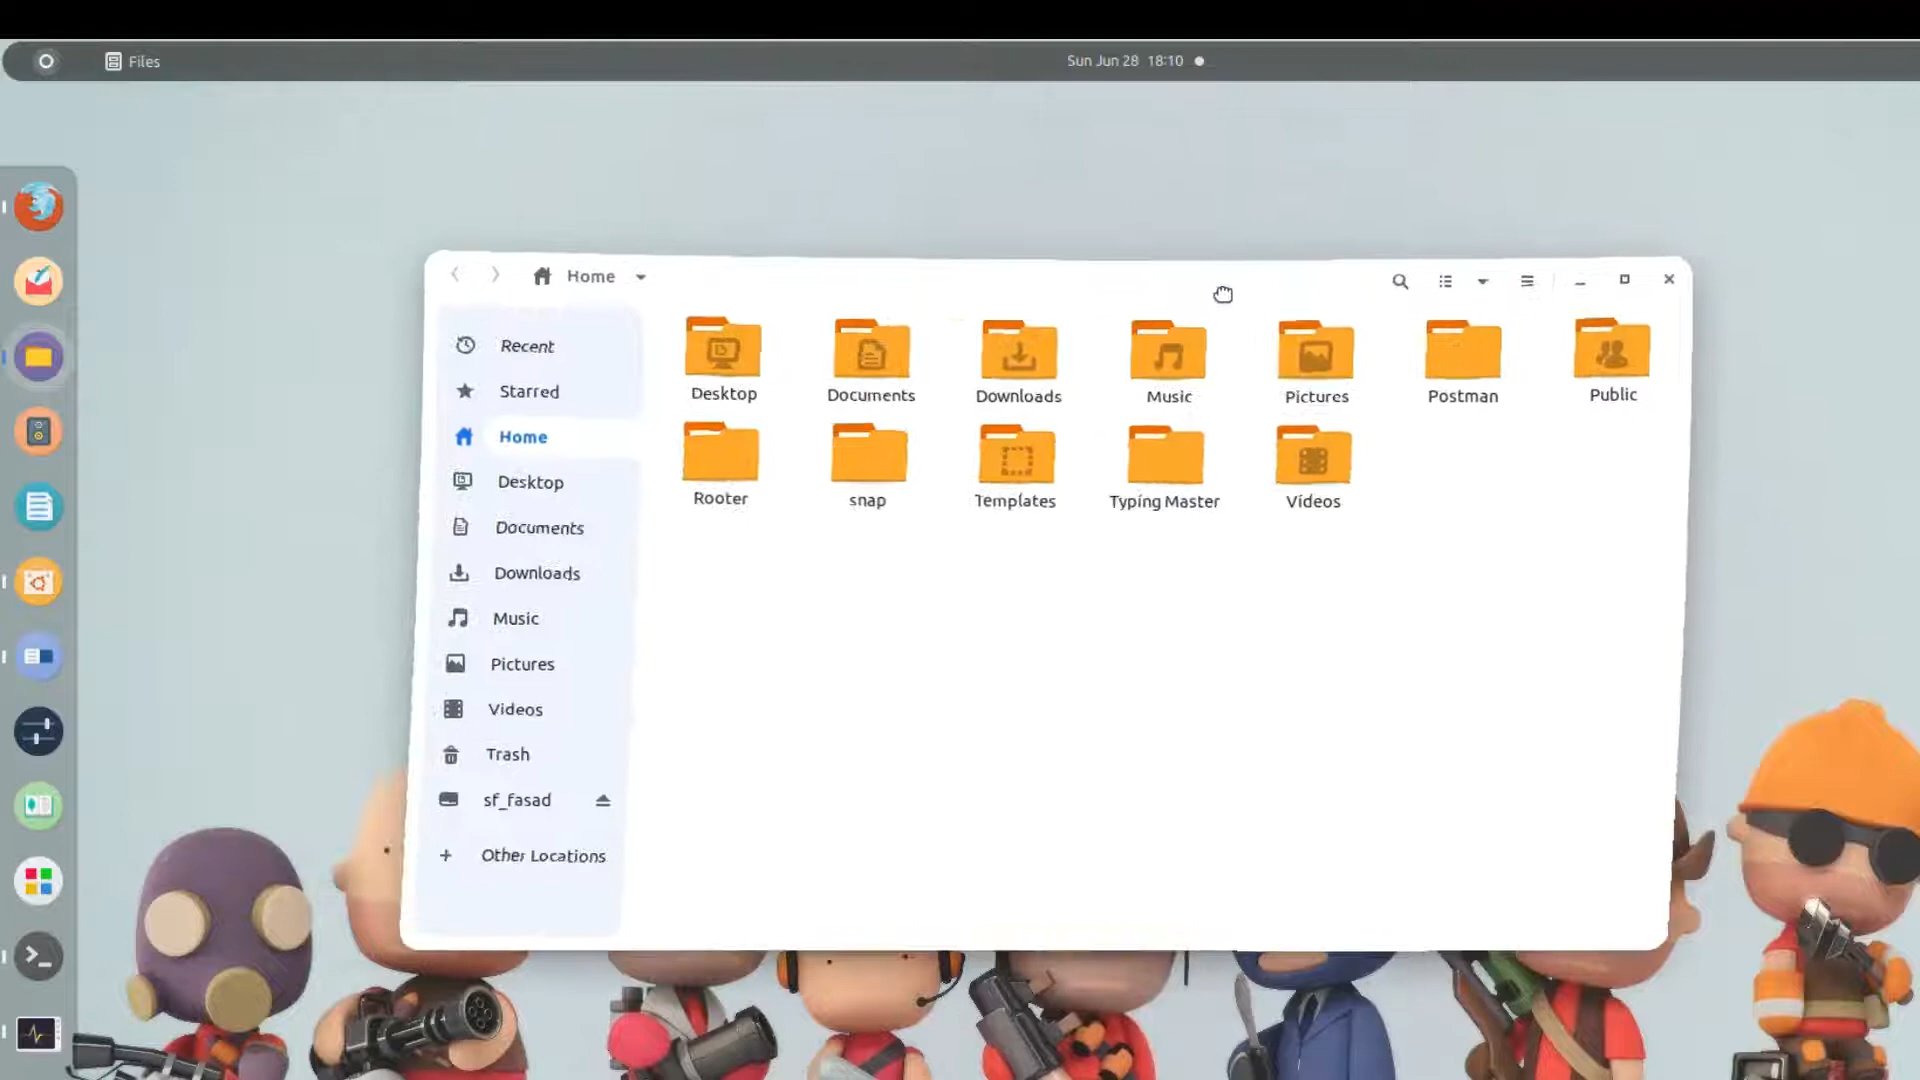 Files
Sun Jun 28 18:10
Home
Recent
Starred
Home
Desktop
Documents
Downloads
Music
Pictures
Videos
Trash
sf_fasad
Other Locations
Desktop
Documents
Downloads
Music
Pictures
Postman
Public
Rooter
snap
Templates
Typing Master
Videos